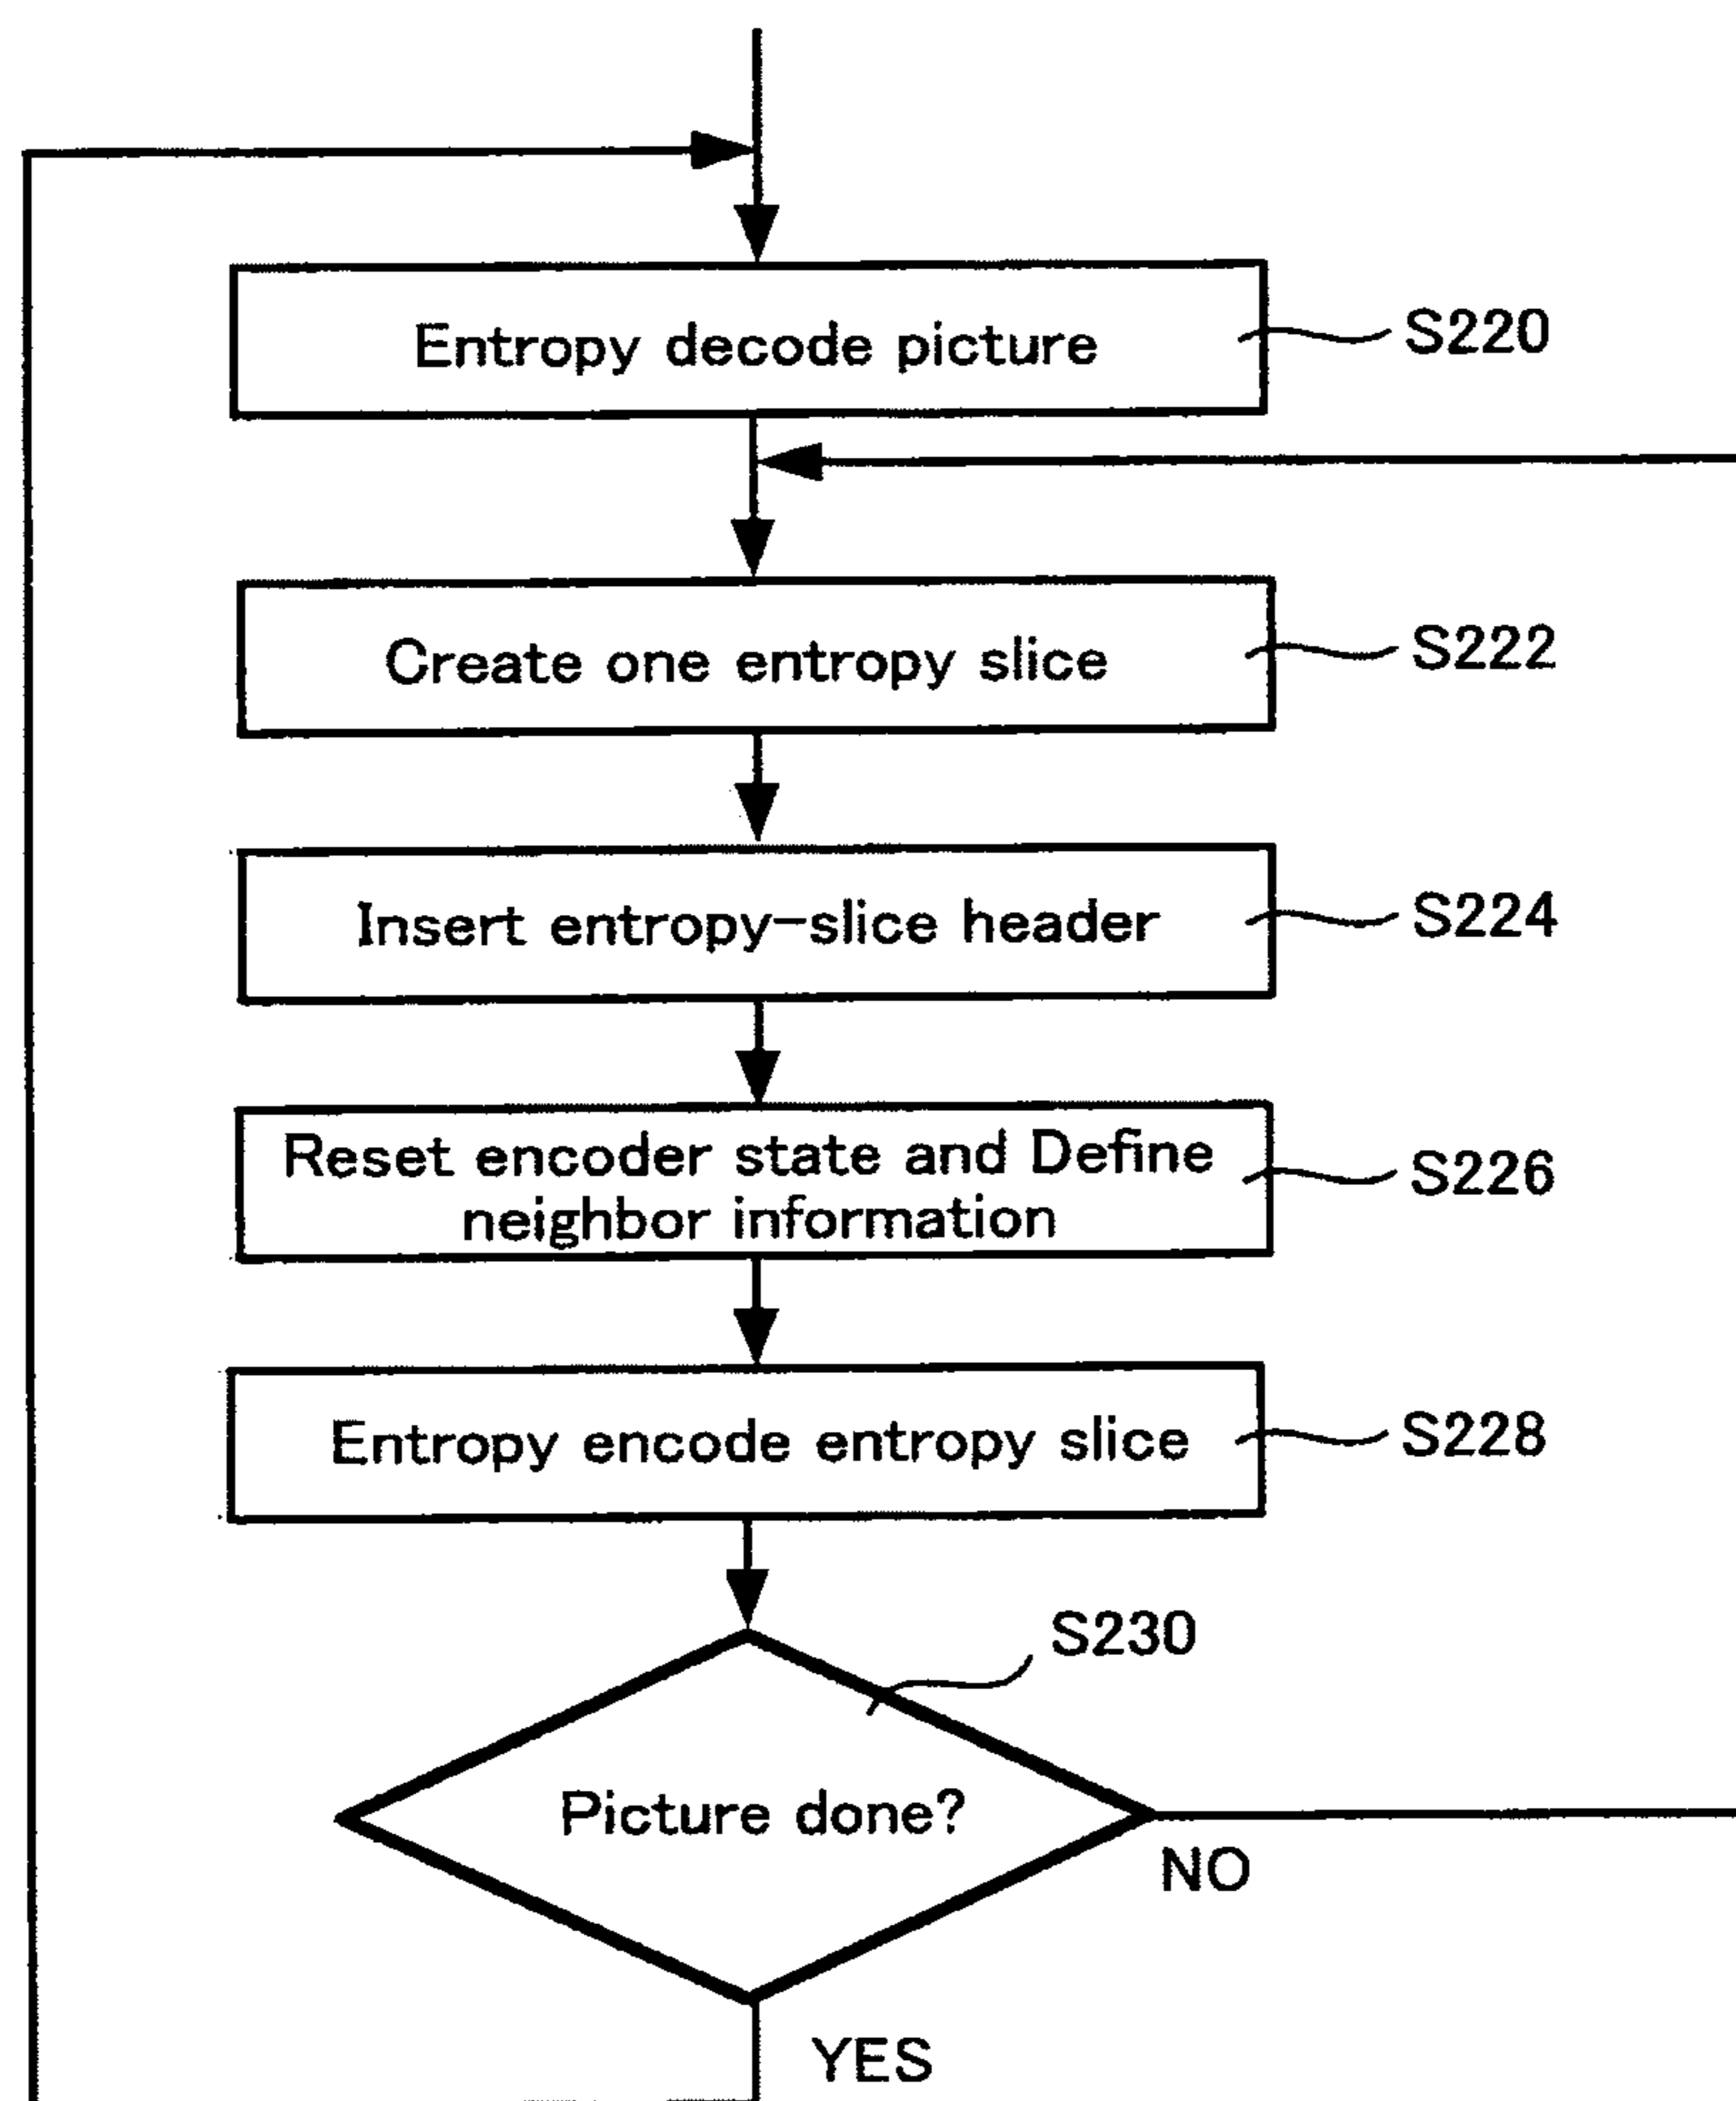 Entropy decode picture
S220
Create one entropy slice
S222
Insert entropy-slice header
S224
Reset encoder state and Define
neighbor information
S226
Entropy encode entropy slice
S228
S230
Picture done?
NO
YES